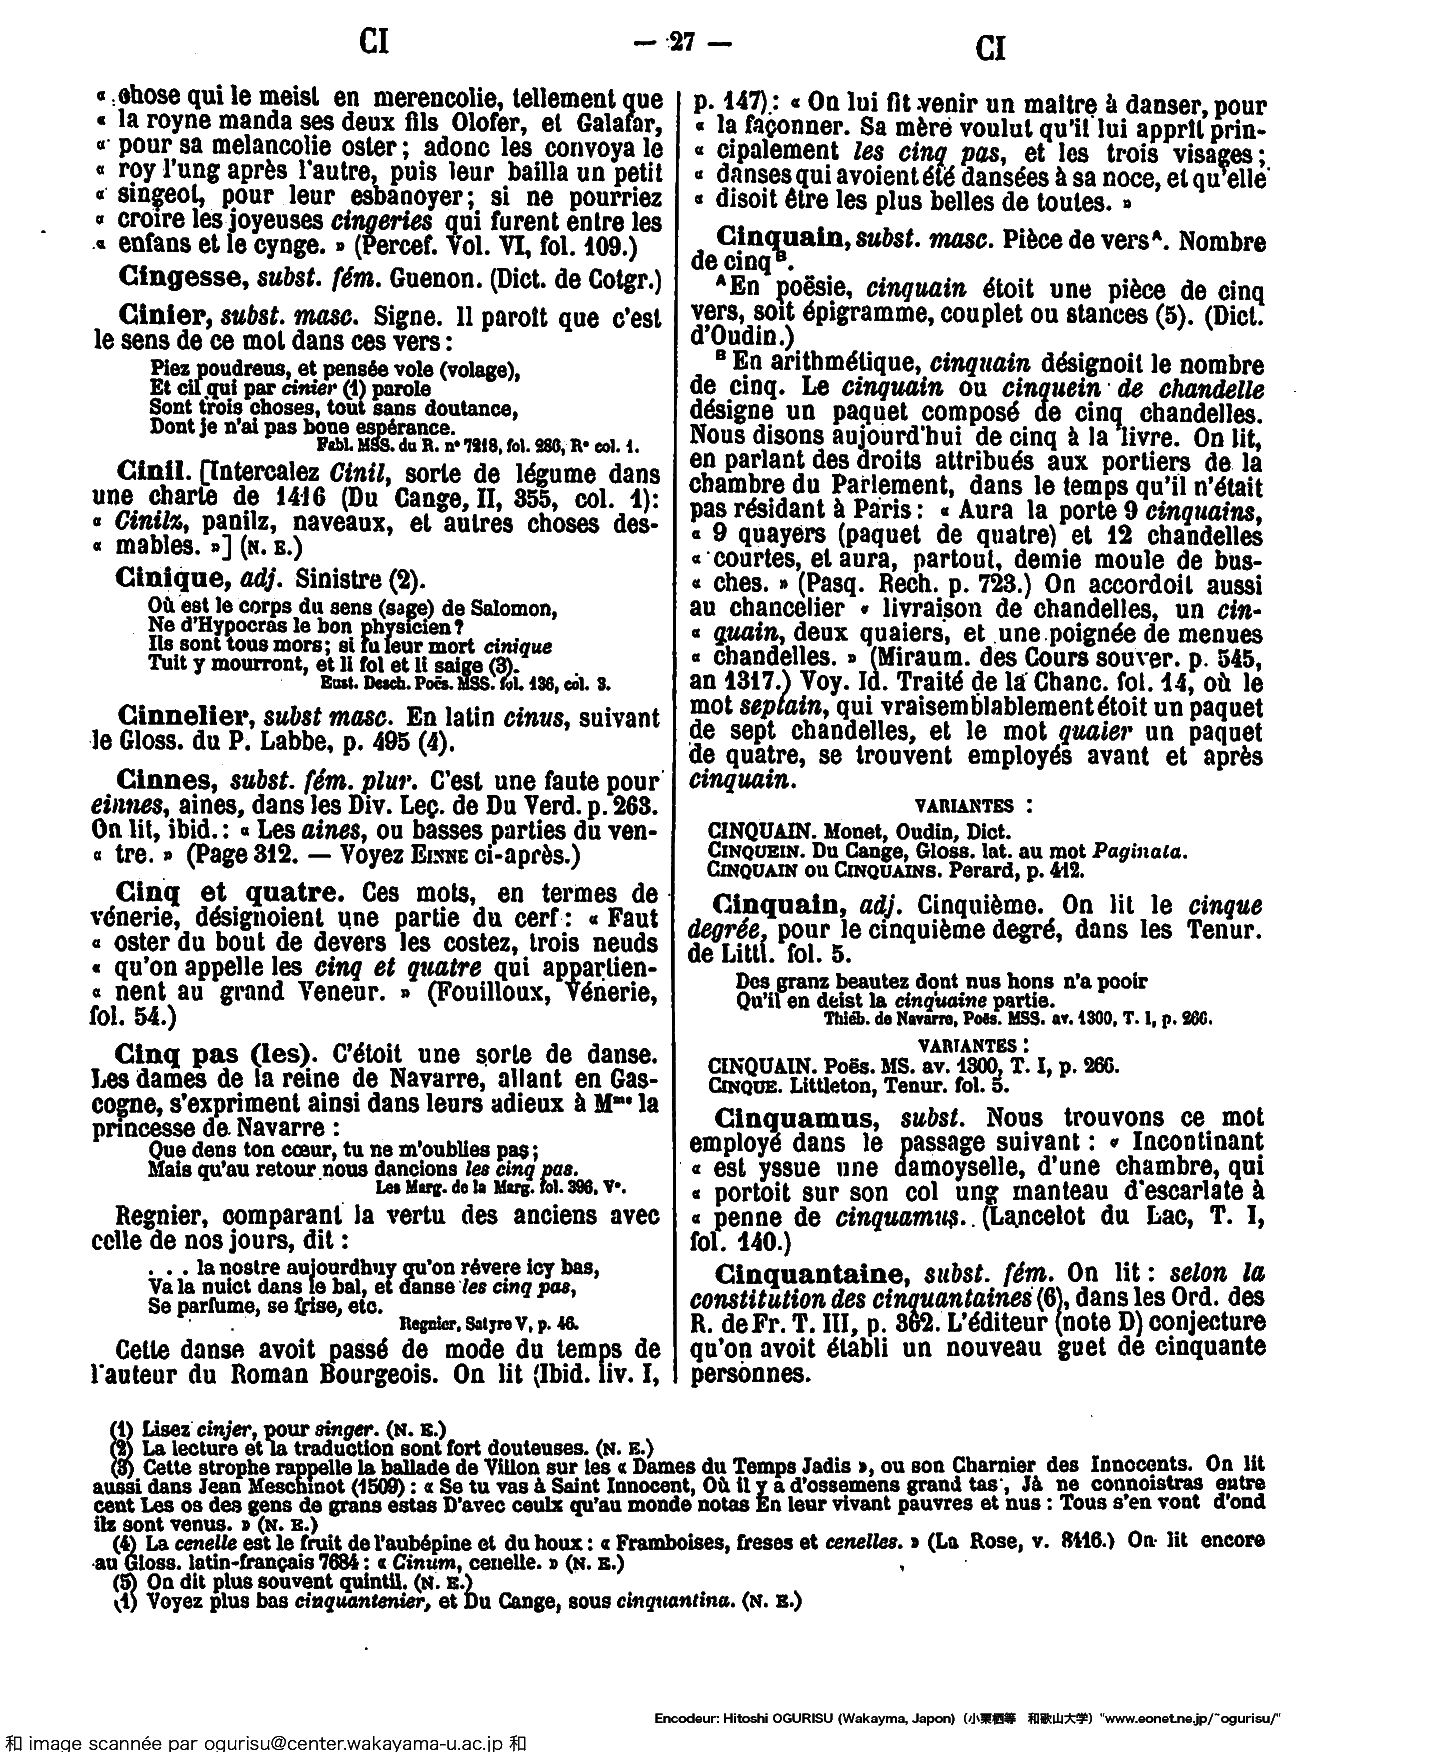 CI
— 27 —
CI
« chose qui le meist en merencolie, tellement que
« la royne manda ses deux fils Olofer, et Galafar,
« pour sa melancolie oster ; adonc les convoya le
« roy l'ung après l'autre, puis leur bailla un petit
« singeot, pour leur esbanoyer ; si ne pourriez
« croire les joyeuses cingeries qui furent entre les
« enfans et le cynge. » (Percef. Vol. VI, fol. 109.)
Cingesse, subst. fém. Guenon. (Dict. de Cotgr.)
Cinier, subst. masc. Signe. Il paroît que c'est
le sens de ce mot dans ces vers :
Piez poudreus, et pensée vole (volage),
Et cil qui par cinier (1) parole
Sont trois choses, tout sans doutance,
Dont je n'ai pas bone espérance.
Fabl. MSS. du R. n° 7218, fol. 286, R° col. 1.
Cinil. [Intercalez Cinil, sorte de légume dans
une charte de 1416 (Du Cange, II, 355, col. 1):
« Cinilz, panilz, naveaux, et autres choses des-
« mables. »] (N. E.)
Cinique, adj. Sinistre (2).
Où est le corps du sens (sage) de Salomon,
Ne d'Hypocras le bon physicien ?
Ils sont tous mors ; si fu leur mort cinique
Tuit y mourront, et li fol et li saige (3).
Eust. Desch. Poës. MSS. fol. 136, col. 3.
Cinnelier, subst masc. En latin cinus, suivant
le Gloss. du P. Labbe, p. 495 (4).
Cinnes, subst. fém. plur. C'est une faute pour
einnes, aines, dans les Div. Leç. de Du Verd. p. 263.
On lit, ibid. : « Les aines, ou basses parties du ven-
« tre. » (Page 312. — Voyez EINNE ci-après.)
Cinq et quatre. Ces mots, en termes de
vénerie, désignoient une partie du cerf : « Faut
« oster du bout de devers les costez, trois neuds
« qu'on appelle les cinq et quatre qui appartien-
« nent au grand Veneur. » (Fouilloux, Vénerie,
fol. 54.)
Cinq pas (les). C'étoit une sorte de danse.
Les dames de la reine de Navarre, allant en Gas-
cogne, s'expriment ainsi dans leurs adieux à Mme la
princesse de Navarre :
Que dens ton cœur, tu ne m'oublies pas ;
Mais qu'au retour nous dancions les cinq pas.
Les Marg. de la Marg. fol. 396, V°.
Regnier, comparant la vertu des anciens avec
celle de nos jours, dit :
. . . la nostre aujourdhuy qu'on révere icy bas,
Va la nuict dans le bal, et danse les cinq pas,
Se parfume, se frise, etc.
Regnier, Satyre V, p. 46.
Cette danse avoit passé de mode du temps de
l'auteur du Roman Bourgeois. On lit (Ibid. liv. I,
p. 147) : « On lui fit venir un maître à danser, pour
« la façonner. Sa mère voulut qu'il lui apprît prin-
« cipalement les cinq pas, et les trois visages ;
« danses qui avoient été dansées à sa noce, et qu'elle
« disoit être les plus belles de toutes. »
Cinquain, subst. masc. Pièce de vers A. Nombre
de cinq B.
A En poësie, cinquain étoit une pièce de cinq
vers, soit épigramme, couplet ou stances (5). (Dict.
d'Oudin.)
B En arithmétique, cinquain désignoit le nombre
de cinq. Le cinquain ou cinquein de chandelle
désigne un paquet composé de cinq chandelles.
Nous disons aujourd'hui de cinq à la livre. On lit,
en parlant des droits attribués aux portiers de la
chambre du Parlement, dans le temps qu'il n'était
pas résidant à Paris : « Aura la porte 9 cinquains,
« 9 quayers (paquet de quatre) et 12 chandelles
« courtes, et aura, partout, demie moule de bus-
« ches. » (Pasq. Rech. p. 723.) On accordoit aussi
au chancelier « livraison de chandelles, un cin-
« quain, deux quaiers, et une poignée de menues
« chandelles. » (Miraum. des Cours souver. p. 545,
an 1317.) Voy. Id. Traité de la Chanc. fol. 14, où le
mot septain, qui vraisemblablement étoit un paquet
de sept chandelles, et le mot quaier un paquet
de quatre, se trouvent employés avant et après
cinquain.
VARIANTES :
CINQUAIN. Monet, Oudin, Dict.
CINQUEIN. Du Cange, Gloss. lat. au mot Paginata.
CINQUAIN OU CINQUAINS. Perard, p. 412.
Cinquain, adj. Cinquième. On lit le cinque
degrée, pour le cinquième degré, dans les Tenur.
de Littl. fol. 5.
Des granz beautez dont nus hons n'a pooir
Qu'il en deist la cinquaine partie.
Thiéb. de Navarre, Poës. MSS. av. 1300, T. I, p. 266.
VARIANTES :
CINQUAIN. Poës. MS. av. 1300, T. I, p. 266.
CINQUE. Littleton, Tenur. fol. 5.
Cinquamus, subst. Nous trouvons ce mot
employé dans le passage suivant : « Incontinant
« est yssue une damoyselle, d'une chambre, qui
« portoit sur son col ung manteau d'escarlate à
« penne de cinquamus. (Lancelot du Lac, T. I,
fol. 140.)
Cinquantaine, subst. fém. On lit : selon la
constitution des cinquantaines (6), dans les Ord. des
R. de Fr. T. III, p. 362. L'éditeur (note D) conjecture
qu'on avoit établi un nouveau guet de cinquante
personnes.
(1) Lisez cinjer, pour singer. (N. E.)
(2) La lecture et la traduction sont fort douteuses. (N. E.)
(3) Cette strophe rappelle la ballade de Villon sur les « Dames du Temps Jadis », ou son Charnier des Innocents. On lit
aussi dans Jean Meschinot (1509) : « Se tu vas à Saint Innocent, Où il y a d'ossemens grand tas, Jà ne connoistras entre
cent Les os des gens de grans estas D'avec ceulx qu'au monde notas En leur vivant pauvres et nus : Tous s'en vont d'ond
ilz sont venus. » (N. E.)
(4) La cenelle est le fruit de l'aubépine et du houx : « Framboises, freses et cenelles. » (La Rose, v. 8416.) On lit encore
au Gloss. latin-français 7684 : « Cinum, cenelle. » (N. E.)
(5) On dit plus souvent quintil. (N. E.)
(1) Voyez plus bas cinquantenier, et Du Cange, sous cinquantina. (N. E.)
Encodeur: Hitoshi OGURISU (Wakayma, Japon) (小栗栖等 和歌山大学) "www.eonet.ne.jp/~ogurisu/"
和 image scannée par ogurisu@center.wakayama-u.ac.jp 和